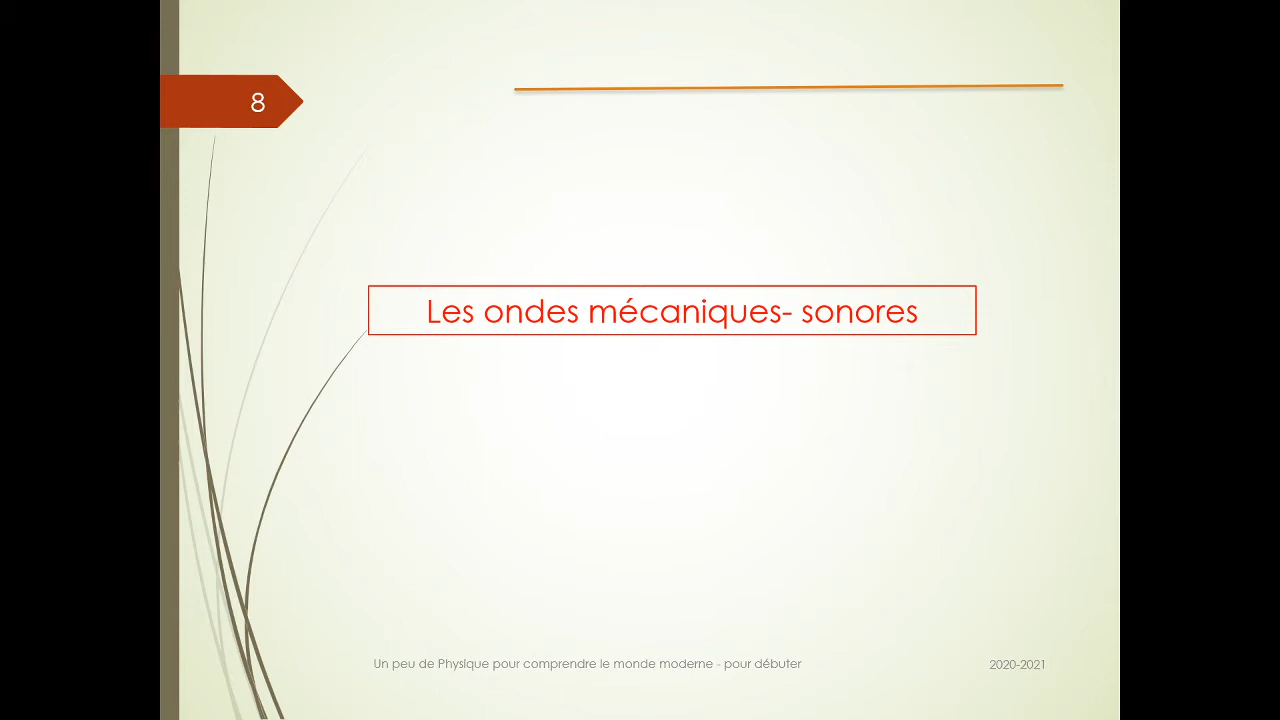 8
Les ondes mécaniques- sonores
Un peu de Physique pour comprendre le monde moderne - pour débuter
2020-2021